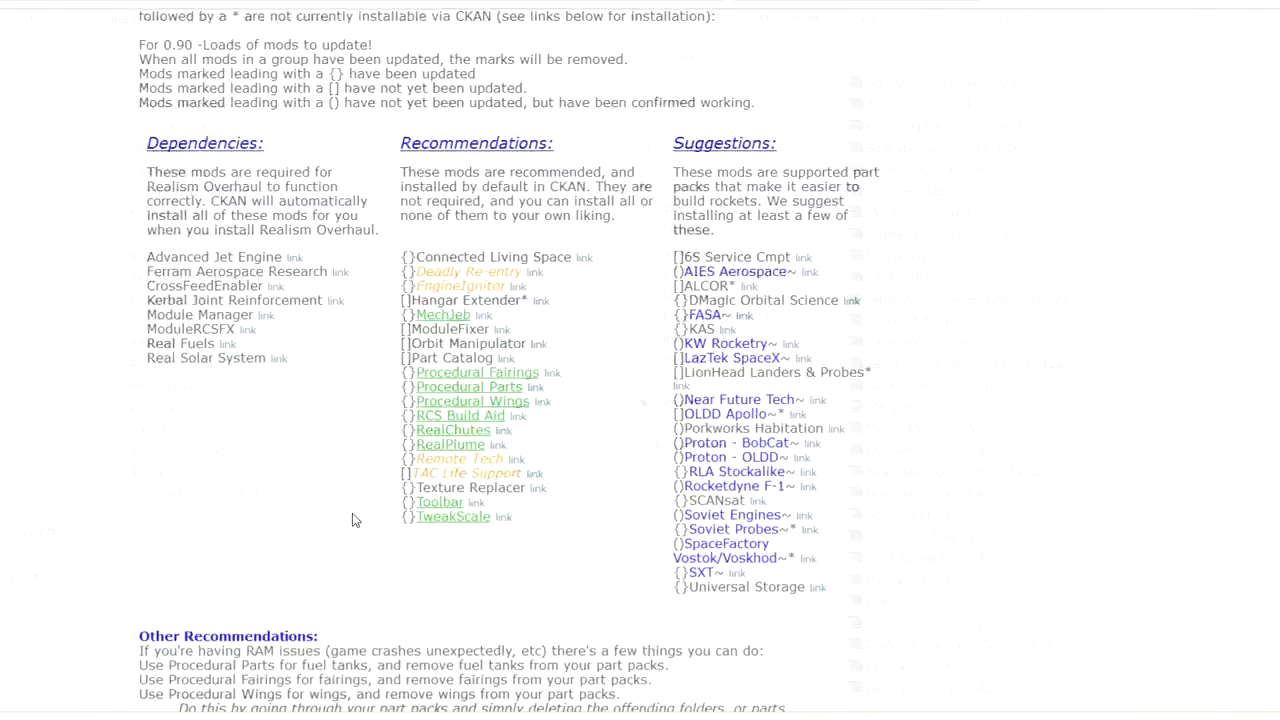 followed by a * are not currently installable via CKAN (see links below for installation):
For 0.90 -Loads of mods to update!
When all mods in a group have been updated, the marks will be removed.
Mods marked leading with a {} have been updated
Mods marked leading with a [] have not yet been updated.
Mods marked leading with a () have not yet been updated, but have been confirmed working.
Dependencies:
These mods are required for
Realism Overhaul to function
correctly. CKAN will automatically
install all of these mods for you
when you install Realism Overhaul.
Advanced Jet Engine link
Ferram Aerospace Research link
CrossFeedEnabler link
Kerbal Joint Reinforcement link
Module Manager link
ModuleRCSFX link
Real Fuels link
Real Solar System link
Recommendations:
These mods are recommended, and
installed by default in CKAN. They are
not required, and you can install all or
none of them to your own liking.
{}Connected Living Space link
{}Deadly Re-entry link
{}EngineIgnitor link
[]Hangar Extender* link
{}MechJeb link
[]ModuleFixer link
[]Orbit Manipulator link
[]Part Catalog link
{}Procedural Fairings link
{}Procedural Parts link
{}Procedural Wings link
{}RCS Build Aid link
{}RealChutes link
{}RealPlume link
{}Remote Tech link
[]TAC Life Support link
{}Texture Replacer link
{}Toolbar link
{}TweakScale link
Suggestions:
These mods are supported part
packs that make it easier to
build rockets. We suggest
installing at least a few of
these.
[]6S Service Cmpt link
()AIES Aerospace~ link
[]ALCOR* link
{}DMagic Orbital Science link
{}FASA~ link
{}KAS link
()KW Rocketry~ link
[]LazTek SpaceX~ link
[]LionHead Landers & Probes*
link
()Near Future Tech~ link
[]OLDD Apollo~* link
()Porkworks Habitation link
()Proton - BobCat~ link
()Proton - OLDD~ link
{}RLA Stockalike~ link
()Rocketdyne F-1~ link
{}SCANsat link
()Soviet Engines~ link
{}Soviet Probes~* link
()SpaceFactory
Vostok/Voskhod~* link
{}SXT~ link
{}Universal Storage link
Other Recommendations:
If you're having RAM issues (game crashes unexpectedly, etc) there's a few things you can do:
Use Procedural Parts for fuel tanks, and remove fuel tanks from your part packs.
Use Procedural Fairings for fairings, and remove fairings from your part packs.
Use Procedural Wings for wings, and remove wings from your part packs.
Do this by going through your part packs and simply deleting the offending folders, or parts